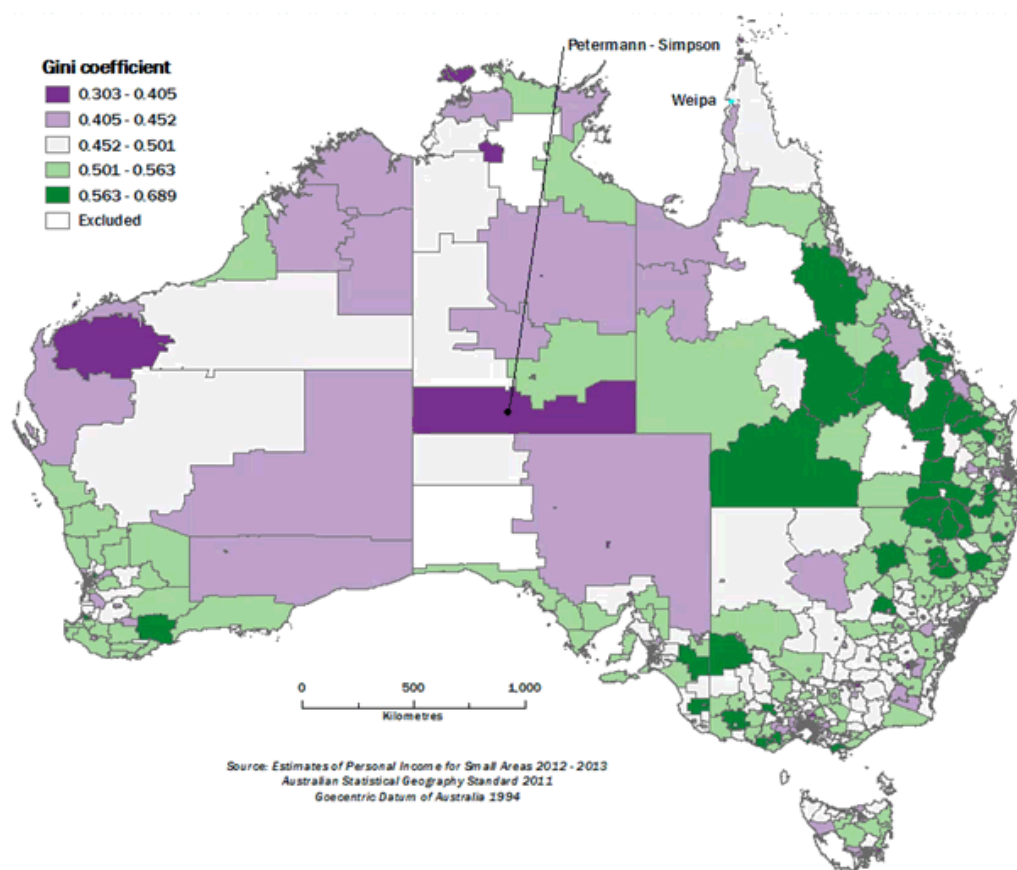 Petermann - Simpson
Gini coefficient
0.303 - 0.405
0.405 - 0.452
0.452 - 0.501
0.501 - 0.563
0.563 - 0.689
Excluded
Weipa
0 500 1,000
Kilometres
Source: Estimates of Personal Income for Small Areas 2012 - 2013
Australian Statistical Geography Standard 2011
Goecentric Datum of Australia 1994